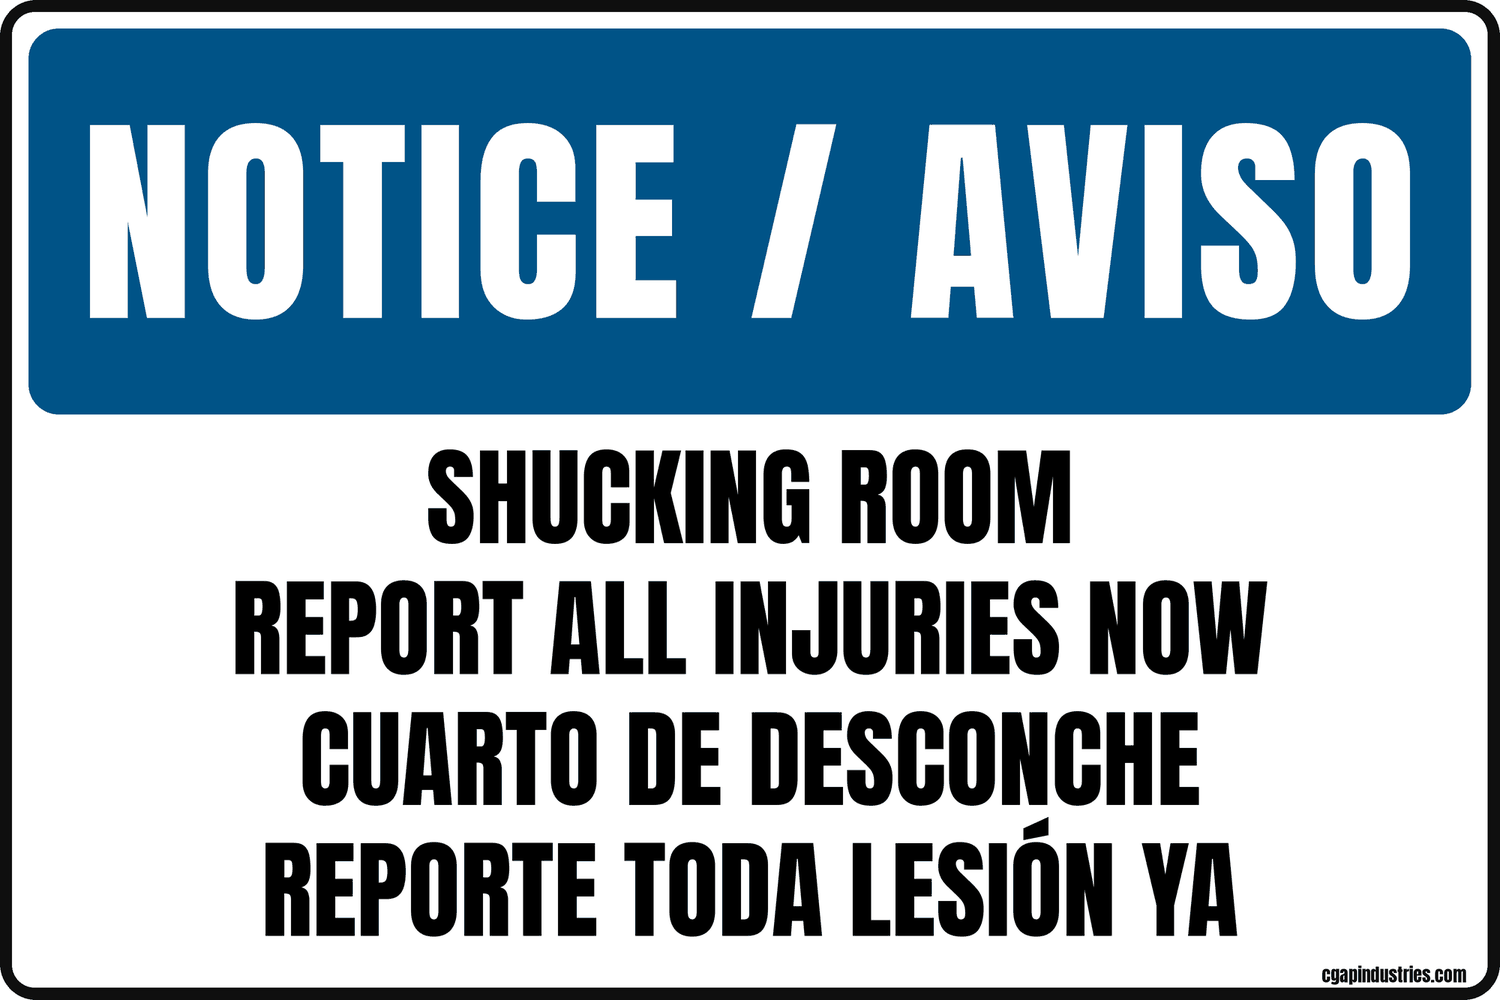 NOTICE / AVISO
SHUCKING ROOM
REPORT ALL INJURIES NOW
CUARTO DE DESCONCHE
REPORTE TODA LESIÓN YA
cgapindustries.com